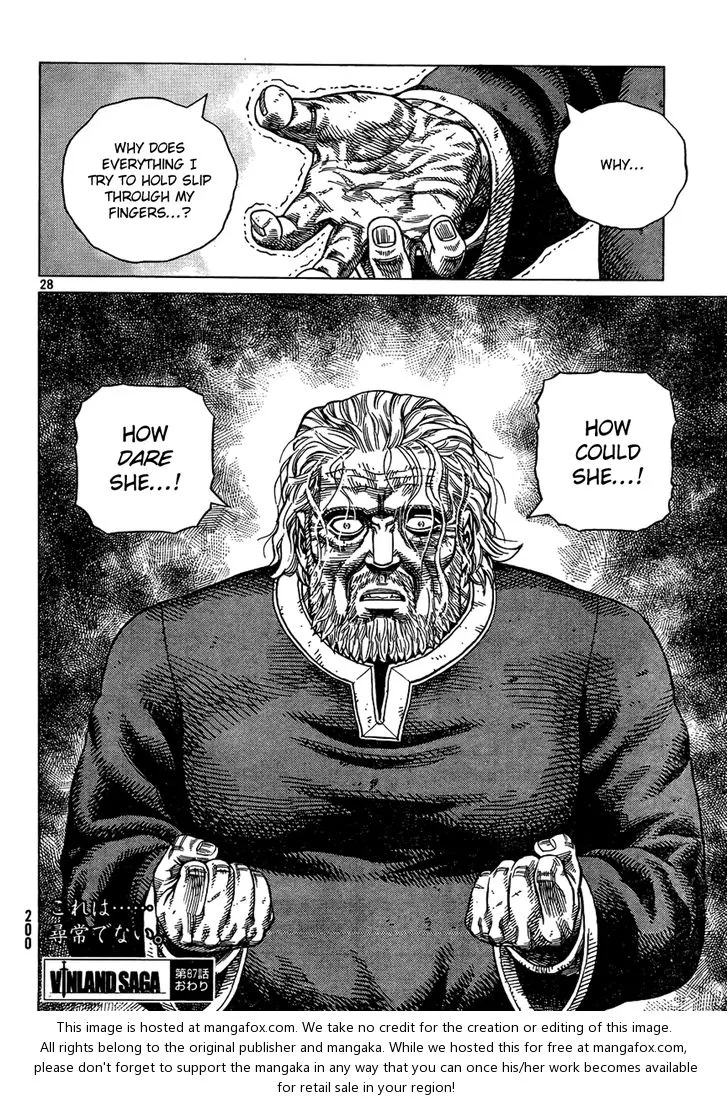 WHY...
WHY DOES
EVERYTHING I
TRY TO HOLD SLIP
THROUGH MY
FINGERS...?
28
HOW
COULD
SHE...!
HOW
DARE
SHE...!
これは……
尋常でない。
200
VINLAND SAGA
第87話
おわり
This image is hosted at mangafox.com. We take no credit for the creation or editing of this image.
All rights belong to the original publisher and mangaka. While we hosted this for free at mangafox.com,
please don't forget to support the mangaka in any way that you can once his/her work becomes available
for retail sale in your region!